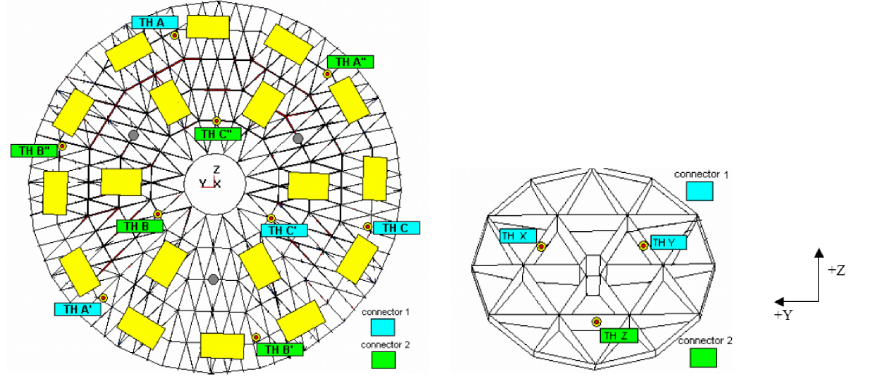 TH A
TH A"
TH C"
TH B"
Z
Y X
TH B
TH C'
TH C
TH A'
TH B'
connector 1
connector 2
connector 1
TH X
TH Y
TH Z
connector 2
+Z
+Y